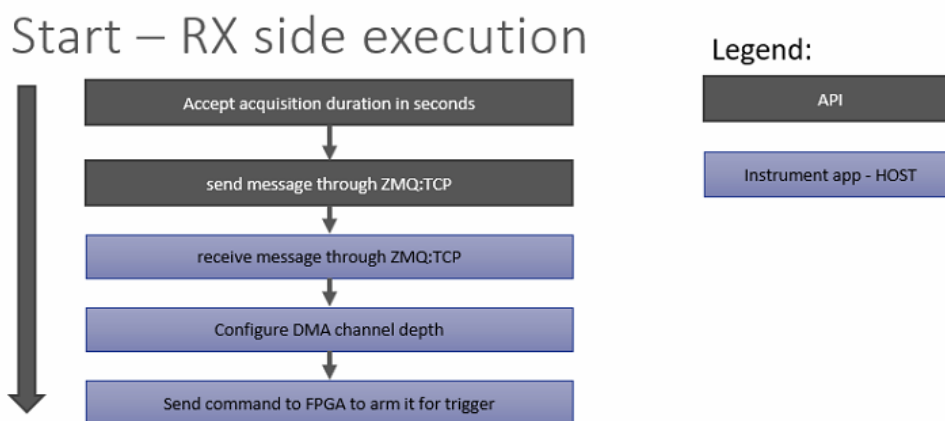 Start – RX side execution
Accept acquisition duration in seconds
send message through ZMQ:TCP
receive message through ZMQ:TCP
Configure DMA channel depth
Send command to FPGA to arm it for trigger
Legend:
API
Instrument app - HOST